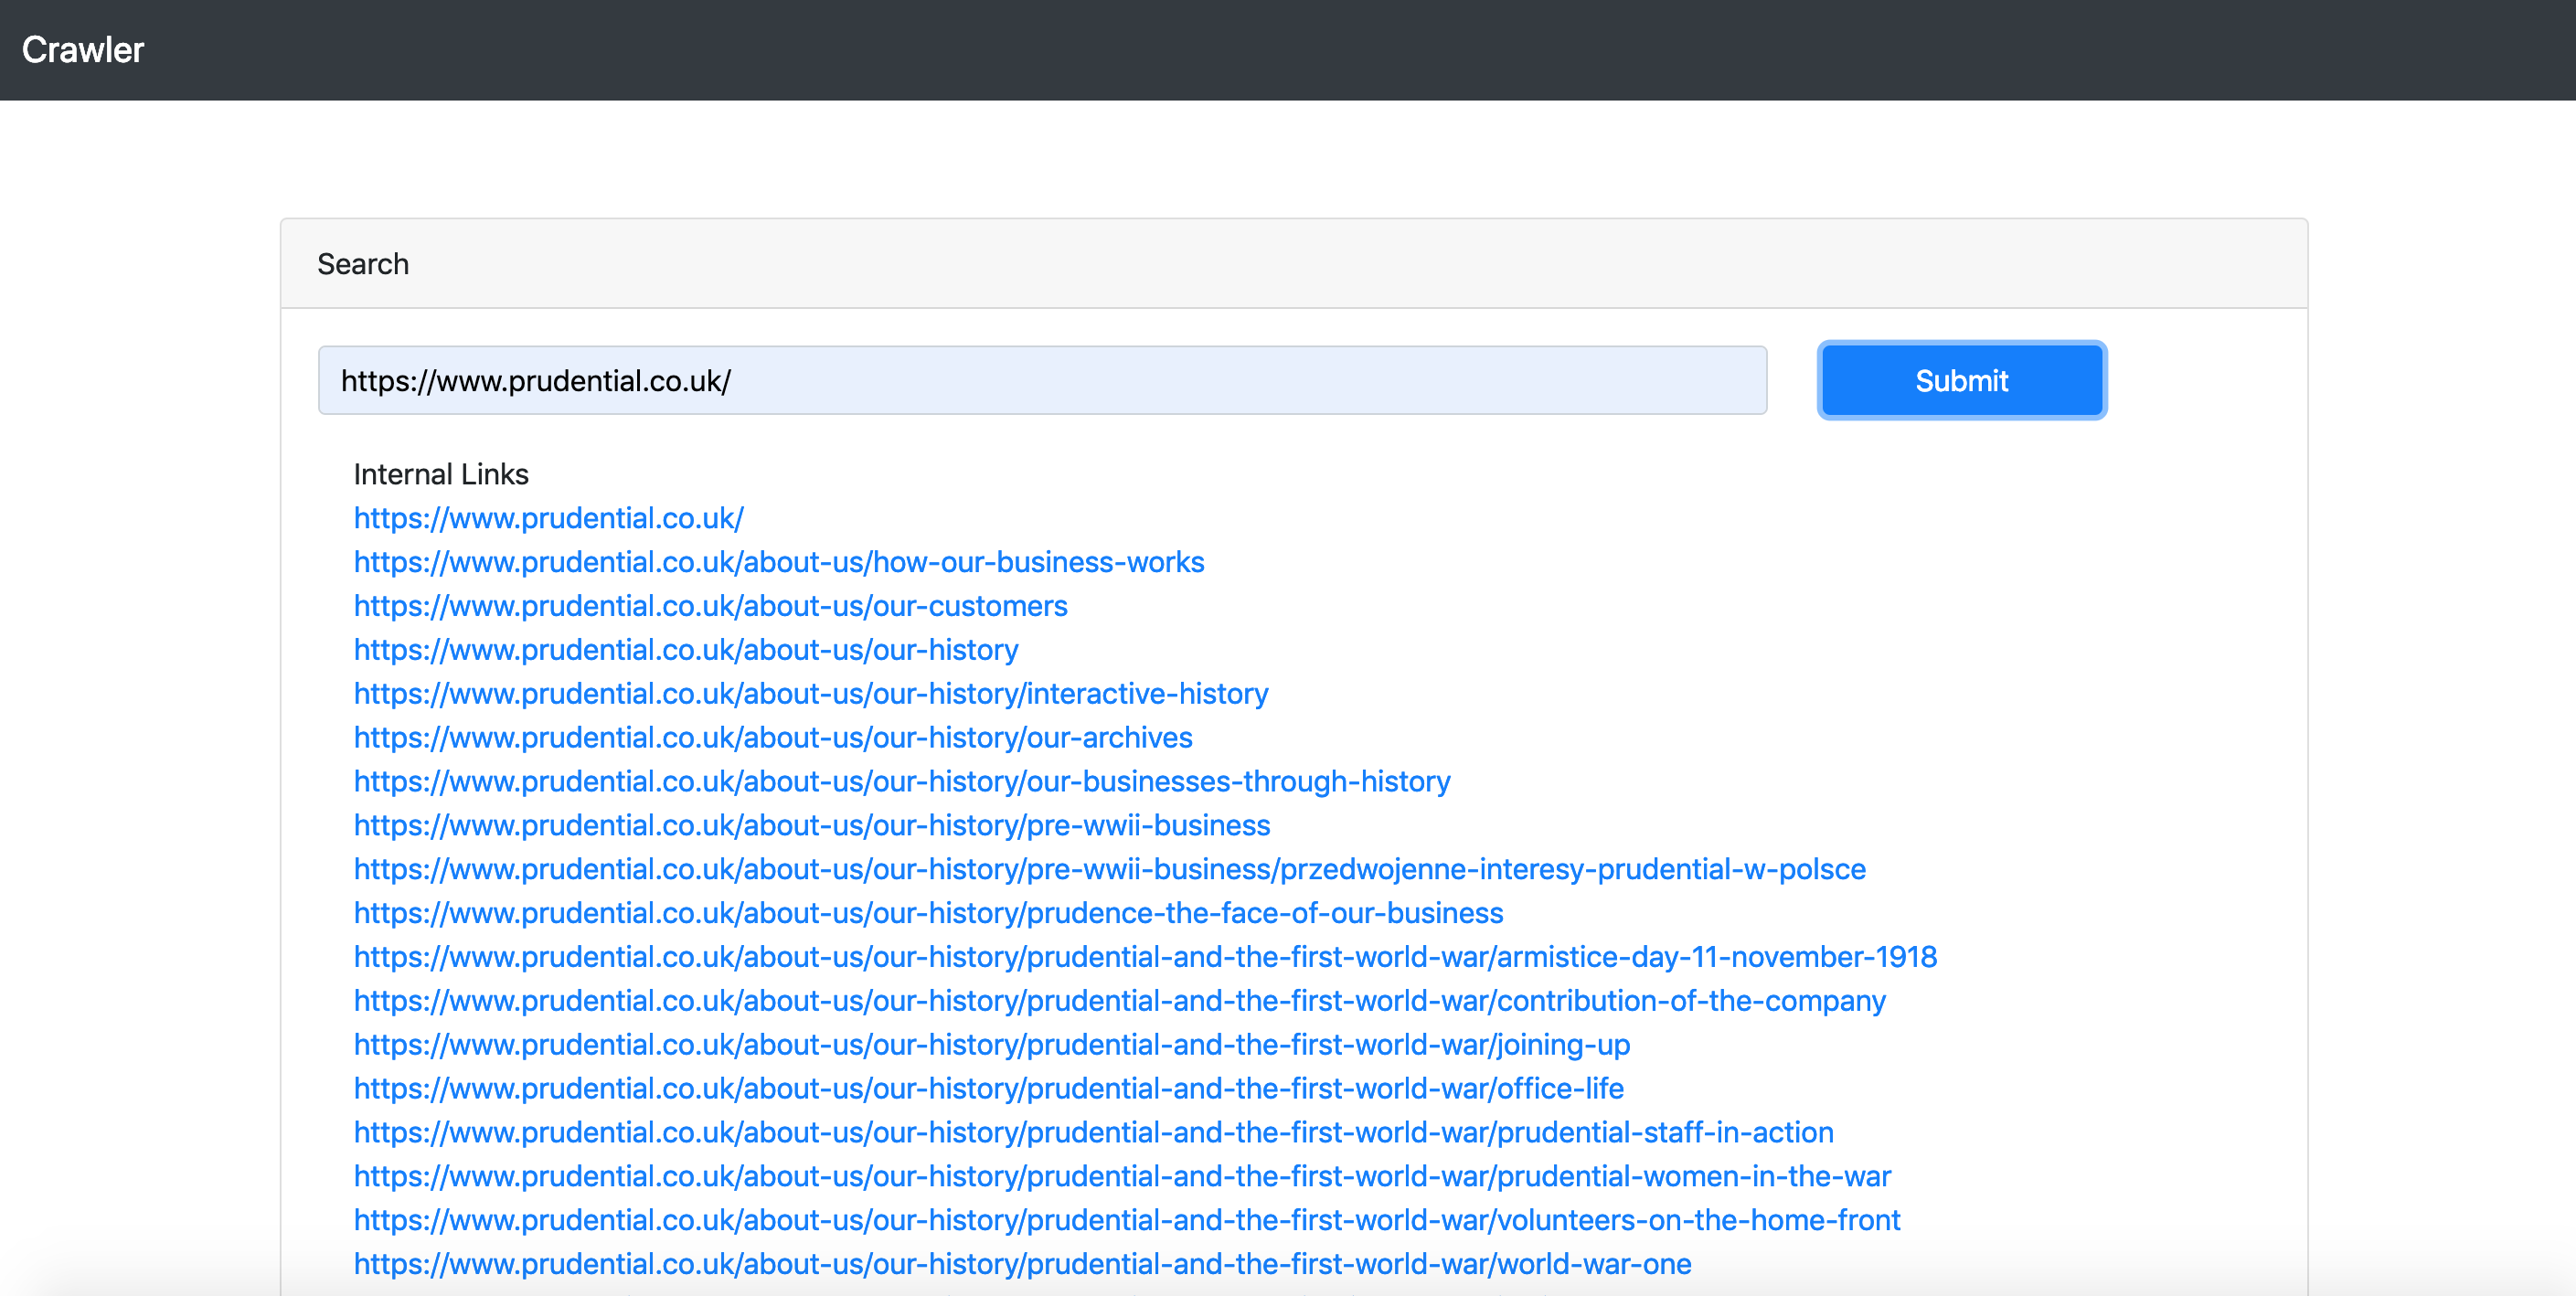 Crawler
Search
https://www.prudential.co.uk/
Submit
Internal Links
https://www.prudential.co.uk/
https://www.prudential.co.uk/about-us/how-our-business-works
https://www.prudential.co.uk/about-us/our-customers
https://www.prudential.co.uk/about-us/our-history
https://www.prudential.co.uk/about-us/our-history/interactive-history
https://www.prudential.co.uk/about-us/our-history/our-archives
https://www.prudential.co.uk/about-us/our-history/our-businesses-through-history
https://www.prudential.co.uk/about-us/our-history/pre-wwii-business
https://www.prudential.co.uk/about-us/our-history/pre-wwii-business/przedwojenne-interesy-prudential-w-polsce
https://www.prudential.co.uk/about-us/our-history/prudence-the-face-of-our-business
https://www.prudential.co.uk/about-us/our-history/prudential-and-the-first-world-war/armistice-day-11-november-1918
https://www.prudential.co.uk/about-us/our-history/prudential-and-the-first-world-war/contribution-of-the-company
https://www.prudential.co.uk/about-us/our-history/prudential-and-the-first-world-war/joining-up
https://www.prudential.co.uk/about-us/our-history/prudential-and-the-first-world-war/office-life
https://www.prudential.co.uk/about-us/our-history/prudential-and-the-first-world-war/prudential-staff-in-action
https://www.prudential.co.uk/about-us/our-history/prudential-and-the-first-world-war/prudential-women-in-the-war
https://www.prudential.co.uk/about-us/our-history/prudential-and-the-first-world-war/volunteers-on-the-home-front
https://www.prudential.co.uk/about-us/our-history/prudential-and-the-first-world-war/world-war-one